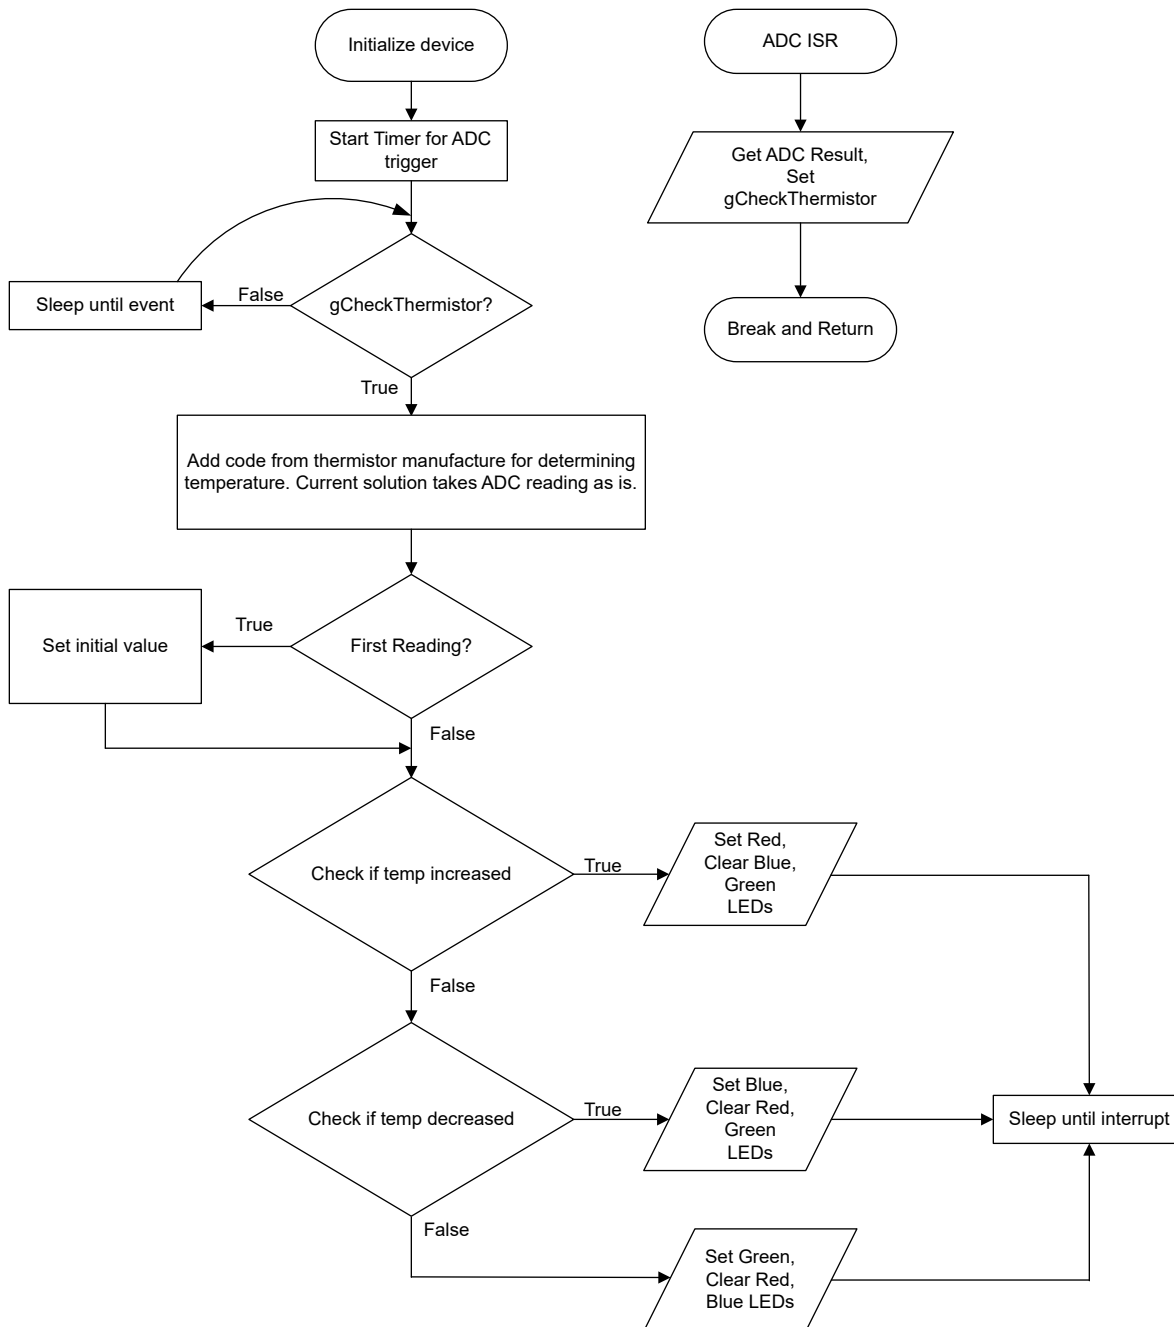 Initialize device
ADC ISR
Start Timer for ADC
trigger
Get ADC Result,
Set
gCheckThermistor
Sleep until event
False
gCheckThermistor?
Break and Return
True
Add code from thermistor manufacture for determining
temperature. Current solution takes ADC reading as is.
Set initial value
True
First Reading?
False
Check if temp increased
True
Set Red,
Clear Blue,
Green
LEDs
False
Check if temp decreased
True
Set Blue,
Clear Red,
Green
LEDs
Sleep until interrupt
False
Set Green,
Clear Red,
Blue LEDs